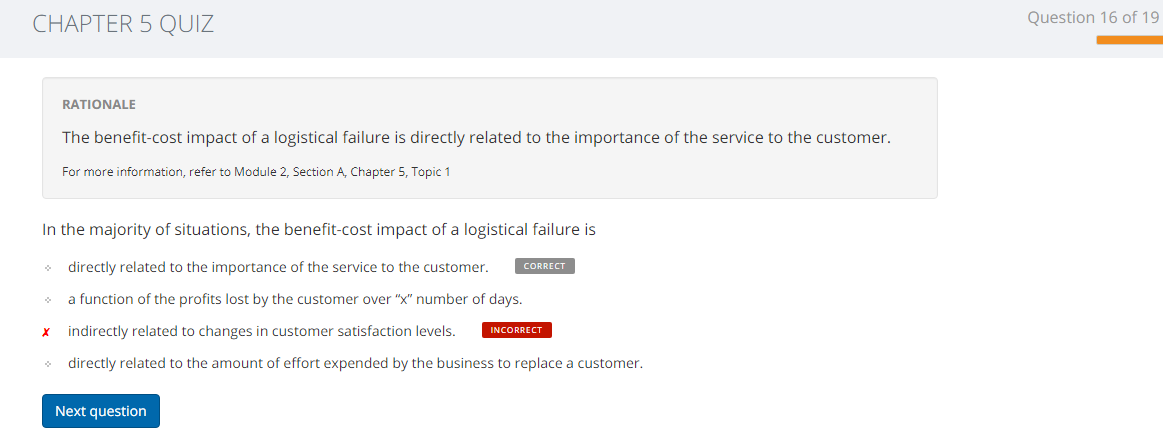 CHAPTER 5 QUIZ
Question 16 of 19
RATIONALE
The benefit-cost impact of a logistical failure is directly related to the importance of the service to the customer.
For more information, refer to Module 2, Section A, Chapter 5, Topic 1
In the majority of situations, the benefit-cost impact of a logistical failure is
directly related to the importance of the service to the customer. CORRECT
a function of the profits lost by the customer over “x” number of days.
✗ indirectly related to changes in customer satisfaction levels. INCORRECT
directly related to the amount of effort expended by the business to replace a customer.
Next question